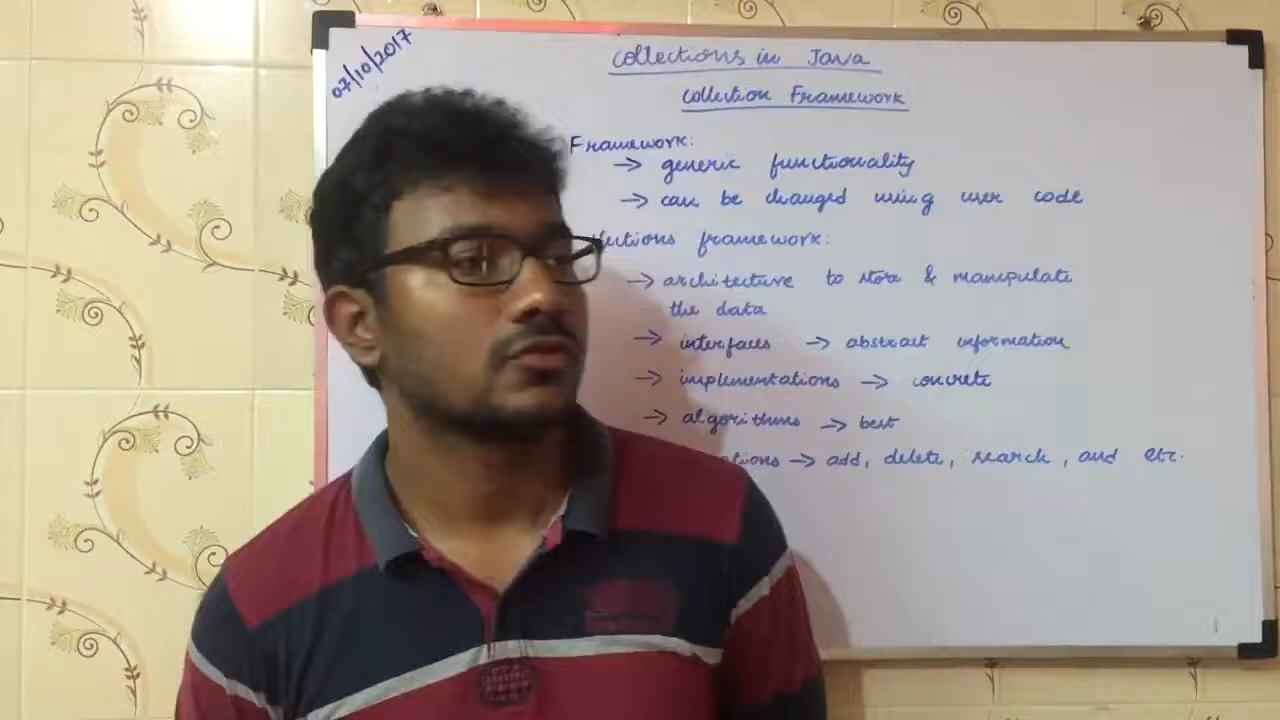 07/10/2017
Collections in Java
Collection Framework
Framework:
→ generic functionality
→ can be changed using user code
framework:
→ architecture to store & manipulate
the data
→ interfaces → abstract information
→ implementations → concrete
→ algorithms → best
→ add, delete, search, and etc.